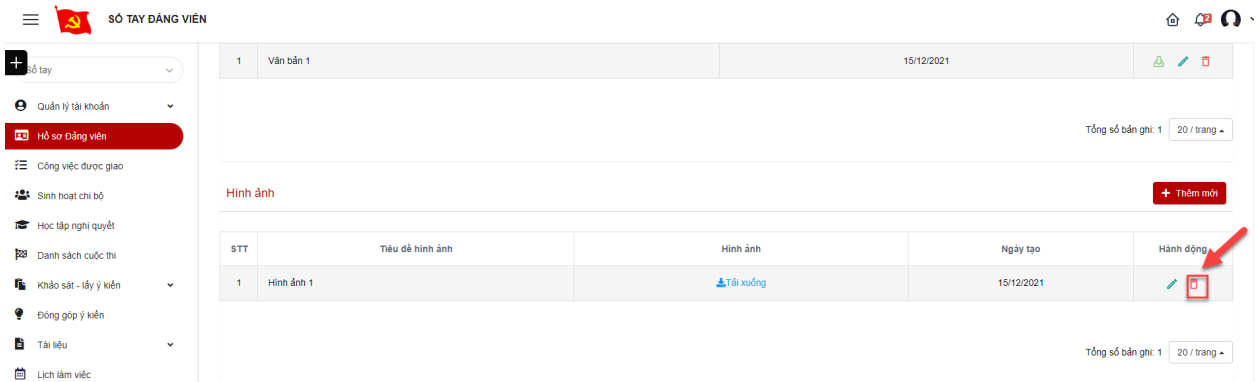 SỔ TAY ĐẢNG VIÊN
2
Sổ tay
1 Văn bản 1 15/12/2021
Quản lý tài khoản
Hồ sơ Đảng viên
Tổng số bản ghi: 1 20 / trang
Công việc được giao
Sinh hoạt chi bộ
Hình ảnh
Thêm mới
Học tập nghị quyết
Danh sách cuộc thi
STT Tiêu đề hình ảnh Hình ảnh Ngày tạo Hành động
Khảo sát - lấy ý kiến
1 Hình ảnh 1 Tải xuống 15/12/2021
Đóng góp ý kiến
Tài liệu
Tổng số bản ghi: 1 20 / trang
Lịch làm việc